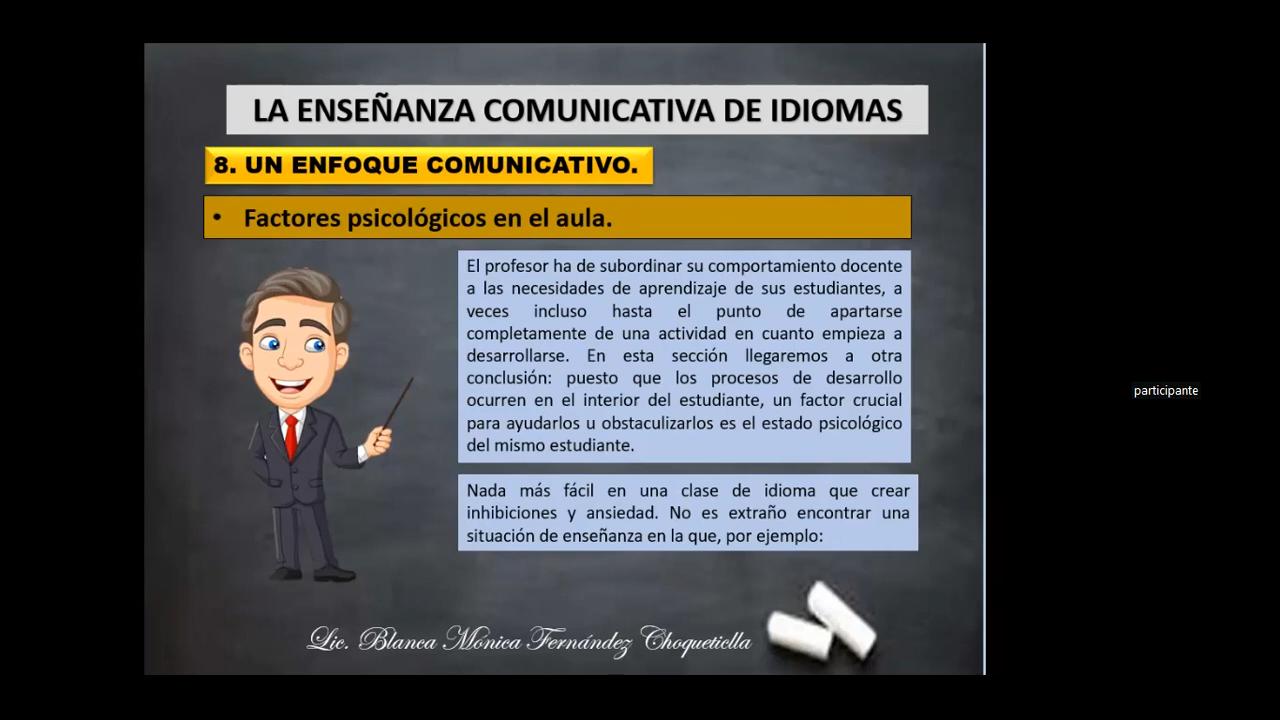 LA ENSEÑANZA COMUNICATIVA DE IDIOMAS
8. UN ENFOQUE COMUNICATIVO.
• Factores psicológicos en el aula.
El profesor ha de subordinar su comportamiento docente
a las necesidades de aprendizaje de sus estudiantes, a
veces incluso hasta el punto de apartarse
completamente de una actividad en cuanto empieza a
desarrollarse. En esta sección llegaremos a otra
conclusión: puesto que los procesos de desarrollo
ocurren en el interior del estudiante, un factor crucial
para ayudarlos u obstaculizarlos es el estado psicológico
del mismo estudiante.
Nada más fácil en una clase de idioma que crear
inhibiciones y ansiedad. No es extraño encontrar una
situación de enseñanza en la que, por ejemplo:
participante
Lic. Blanca Mónica Fernández Choqueticlla